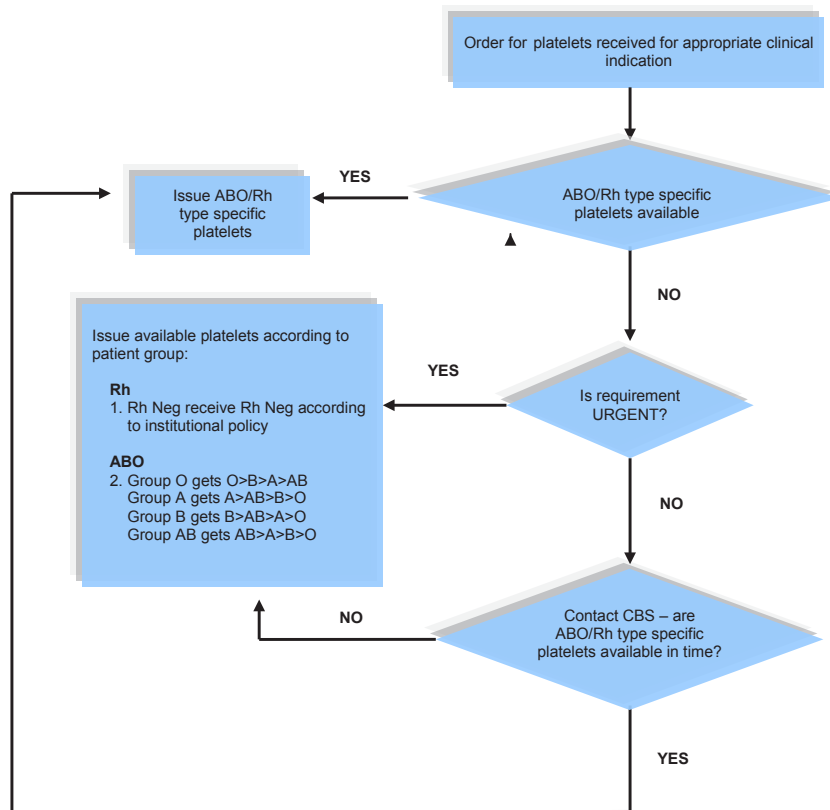 Order for platelets received for appropriate clinical
indication
YES
Issue ABO/Rh
type specific
platelets
ABO/Rh type specific
platelets available
NO
Issue available platelets according to
patient group:
Rh
1. Rh Neg receive Rh Neg according
to institutional policy
ABO
2. Group O gets O>B>A>AB
Group A gets A>AB>B>O
Group B gets B>AB>A>O
Group AB gets AB>A>B>O
YES
Is requirement
URGENT?
NO
NO
Contact CBS – are
ABO/Rh type specific
platelets available in time?
YES